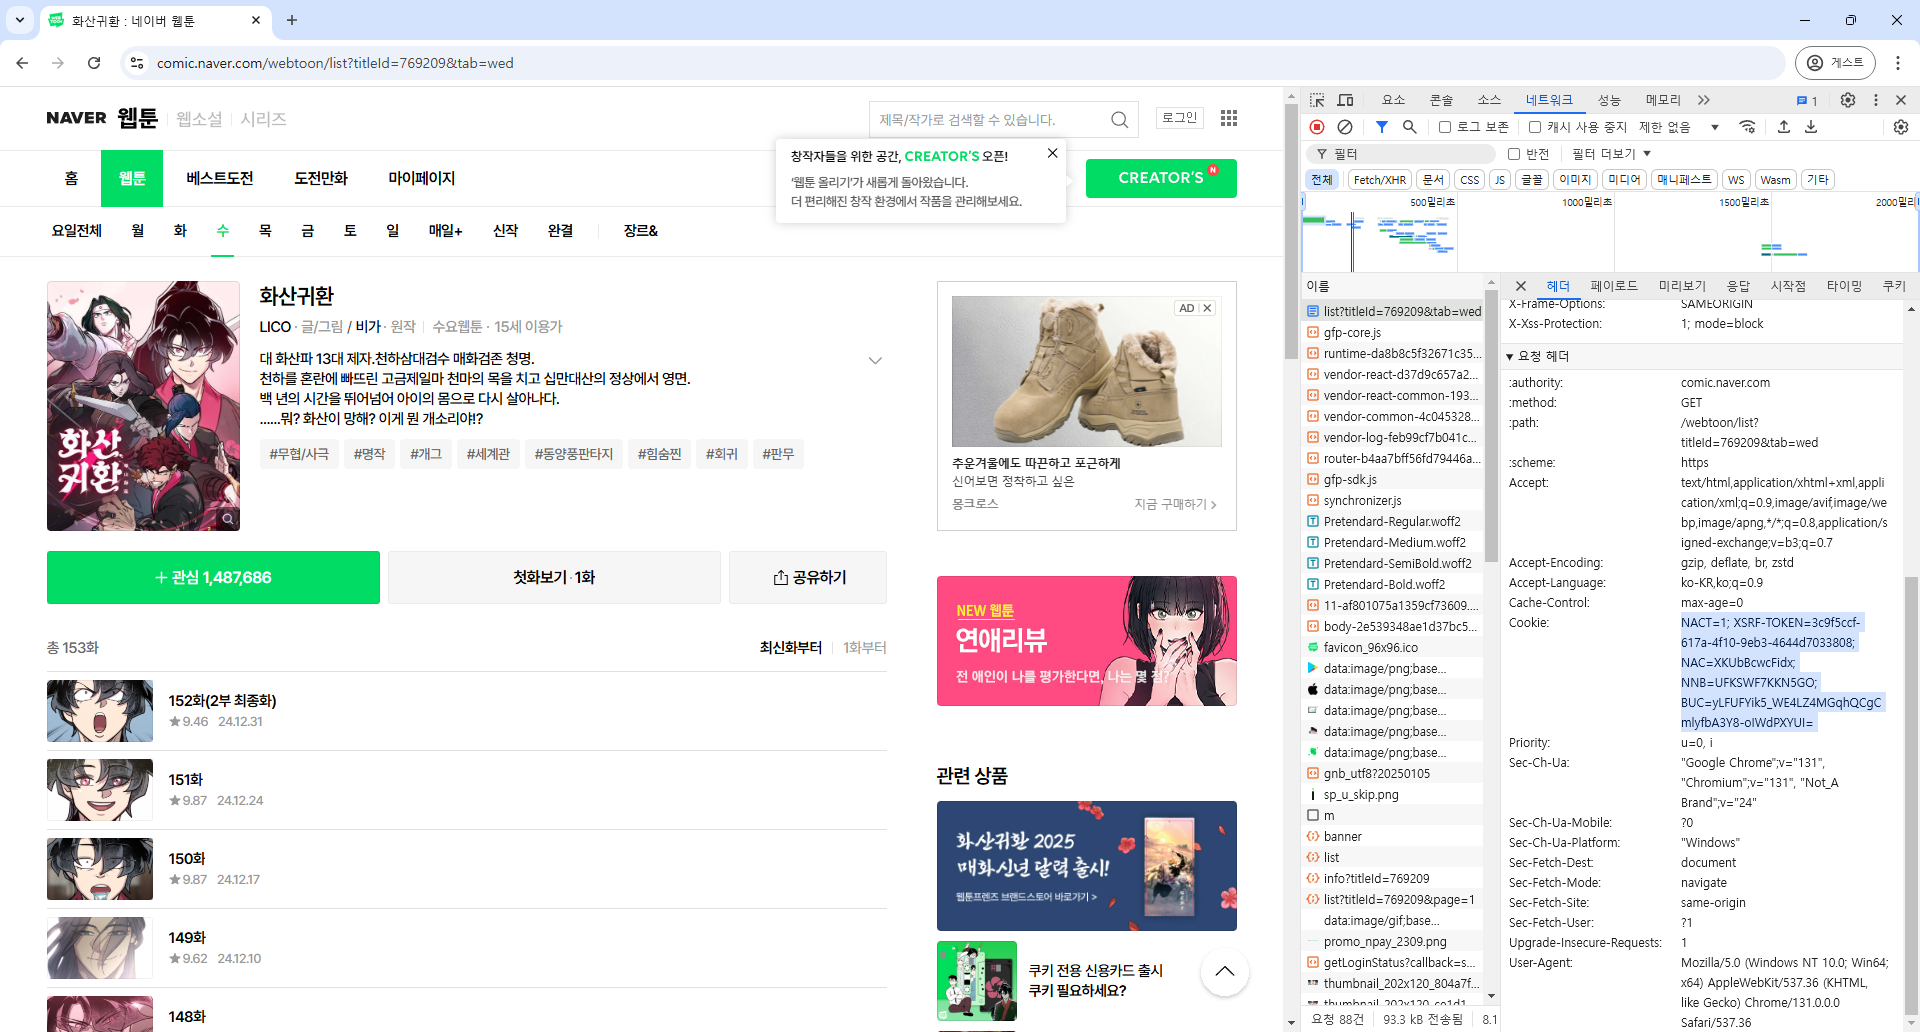 화산귀환 : 네이버 웹툰
comic.naver.com/webtoon/list?titleId=769209&tab=wed
게스트
NAVER 웹툰 웹소설 시리즈
제목/작가로 검색할 수 있습니다.
로그인
홈 웹툰 베스트도전 도전만화 마이페이지
창작자들을 위한 공간, CREATOR'S 오픈!
'웹툰 올리기'가 새롭게 돌아왔습니다.
더 편리해진 창작 환경에서 작품을 관리해보세요.
CREATOR'S N
요일전체 월 화 수 목 금 토 일 매일+ 신작 완결 장르&
화산귀환
LICO · 글/그림 / 비가 · 원작 수요웹툰 · 15세 이용가
대 화산파 13대 제자.천하삼대검수 매화검존 청명.
천하를 혼란에 빠뜨린 고금제일마 천마의 목을 치고 십만대산의 정상에서 영면.
백 년의 시간을 뛰어넘어 아이의 몸으로 다시 살아나다.
......뭐? 화산이 망해? 이게 뭔 개소리야!?
#무협/사극 #명작 #개그 #세계관 #동양풍판타지 #힘숨찐 #회귀 #판무
화산
귀환
+ 관심 1,487,686
첫화보기 · 1화
공유하기
총 153화
최신화부터 1화부터
152화(2부 최종화)
★9.46 24.12.31
151화
★9.87 24.12.24
150화
★9.87 24.12.17
149화
★9.62 24.12.10
148화
AD
추운겨울에도 따끈하고 포근하게
신어보면 정착하고 싶은
몽크로스 지금 구매하기 >
NEW 웹툰
연애리뷰
전 애인이 나를 평가한다면, 나는 몇 점?
관련 상품
화산귀환 2025
매화신년 달력 출시!
웹툰프렌즈 브랜드스토어 바로가기 >
쿠키 전용 신용카드 출시
쿠키 필요하세요?
요소 콘솔 소스 네트워크 성능 메모리 1
로그 보존 캐시 사용 중지 제한 없음
필터 반전 필터 더보기
전체 Fetch/XHR 문서 CSS JS 글꼴 이미지 미디어 매니페스트 WS Wasm 기타
500밀리초 1000밀리초 1500밀리초 2000밀리
이름
list?titleId=769209&tab=wed
gfp-core.js
runtime-da8b8c5f32671c35...
vendor-react-d37d9c657a2...
vendor-react-common-193...
vendor-common-4c045328...
vendor-log-feb99cf7b041c...
router-b4aa7bff56fd79446a...
gfp-sdk.js
synchronizer.js
Pretendard-Regular.woff2
Pretendard-Medium.woff2
Pretendard-SemiBold.woff2
Pretendard-Bold.woff2
11-af801075a1359cf73609....
body-2e539348ae1d37bc5...
favicon_96x96.ico
data:image/png;base...
data:image/png;base...
data:image/png;base...
data:image/png;base...
data:image/png;base...
gnb_utf8?20250105
sp_u_skip.png
m
banner
list
info?titleId=769209
list?titleId=769209&page=1
data:image/gif;base...
promo_npay_2309.png
getLoginStatus?callback=s...
thumbnail_202x120_804a7f...
thumbnail_202x120_ce1d1
요청 88건 93.3 kB 전송됨 8.1
헤더 페이로드 미리보기 응답 시작점 타이밍 쿠키
X-Frame-Options: SAMEORIGIN
X-Xss-Protection: 1; mode=block
▼ 요청 헤더
:authority: comic.naver.com
:method: GET
:path: /webtoon/list?
titleId=769209&tab=wed
:scheme: https
Accept: text/html,application/xhtml+xml,appli
cation/xml;q=0.9,image/avif,image/we
bp,image/apng,*/*;q=0.8,application/s
igned-exchange;v=b3;q=0.7
Accept-Encoding: gzip, deflate, br, zstd
Accept-Language: ko-KR,ko;q=0.9
Cache-Control: max-age=0
Cookie: NACT=1; XSRF-TOKEN=3c9f5ccf-
617a-4f10-9eb3-4644d7033808;
NAC=XKUbBcwcFidx;
NNB=UFKSWF7KKN5GO;
BUC=yLFUFYik5_WE4LZ4MGqhQCgC
mlyfbA3Y8-oIWdPXYUI=
Priority: u=0, i
Sec-Ch-Ua: "Google Chrome";v="131",
"Chromium";v="131", "Not_A
Brand";v="24"
Sec-Ch-Ua-Mobile: ?0
Sec-Ch-Ua-Platform: "Windows"
Sec-Fetch-Dest: document
Sec-Fetch-Mode: navigate
Sec-Fetch-Site: same-origin
Sec-Fetch-User: ?1
Upgrade-Insecure-Requests: 1
User-Agent: Mozilla/5.0 (Windows NT 10.0; Win64;
x64) AppleWebKit/537.36 (KHTML,
like Gecko) Chrome/131.0.0.0
Safari/537.36